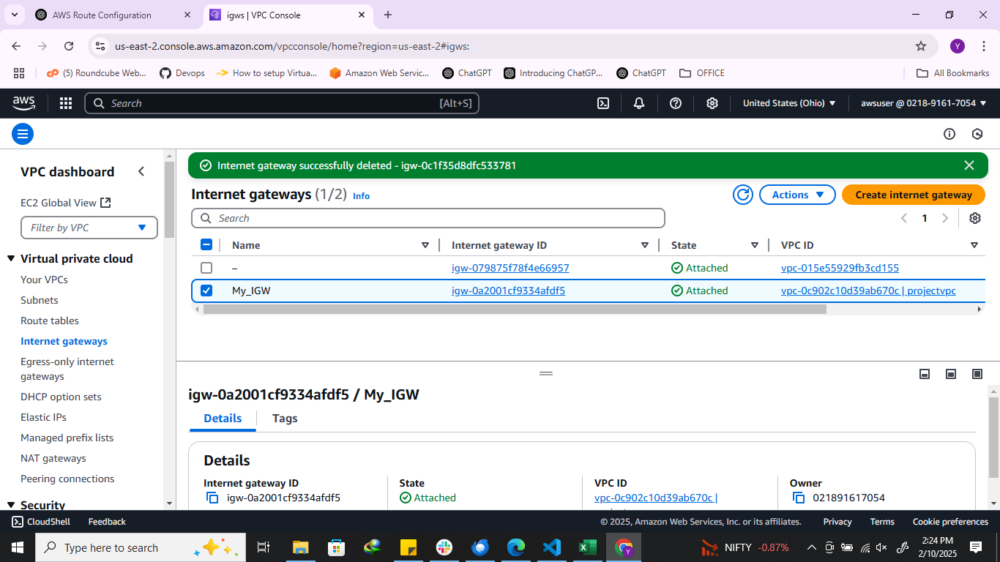 AWS Route Configuration
igws | VPC Console
us-east-2.console.aws.amazon.com/vpcconsole/home?region=us-east-2#igws:
Y
(5) Roundcube Web...
Devops
How to setup Virtua...
Amazon Web Servic...
ChatGPT
Introducing ChatGP...
ChatGPT
OFFICE
All Bookmarks
aws
Search
[Alt+S]
United States (Ohio)
awsuser @ 0218-9161-7054
VPC dashboard
EC2 Global View
Filter by VPC
Virtual private cloud
Your VPCs
Subnets
Route tables
Internet gateways
Egress-only internet
gateways
DHCP option sets
Elastic IPs
Managed prefix lists
NAT gateways
Peering connections
Security
Internet gateway successfully deleted - igw-0c1f35d8dfc533781
Internet gateways (1/2) Info
Actions
Create internet gateway
Search
1
Name Internet gateway ID State VPC ID
– igw-079875f78f4e66957 Attached vpc-015e55929fb3cd155
My_IGW igw-0a2001cf9334afdf5 Attached vpc-0c902c10d39ab670c | projectvpc
igw-0a2001cf9334afdf5 / My_IGW
Details Tags
Details
Internet gateway ID
igw-0a2001cf9334afdf5
State
Attached
VPC ID
vpc-0c902c10d39ab670c |
Owner
021891617054
CloudShell Feedback
© 2025, Amazon Web Services, Inc. or its affiliates. Privacy Terms Cookie preferences
Type here to search
Y
NIFTY -0.87%
2:24 PM
2/10/2025